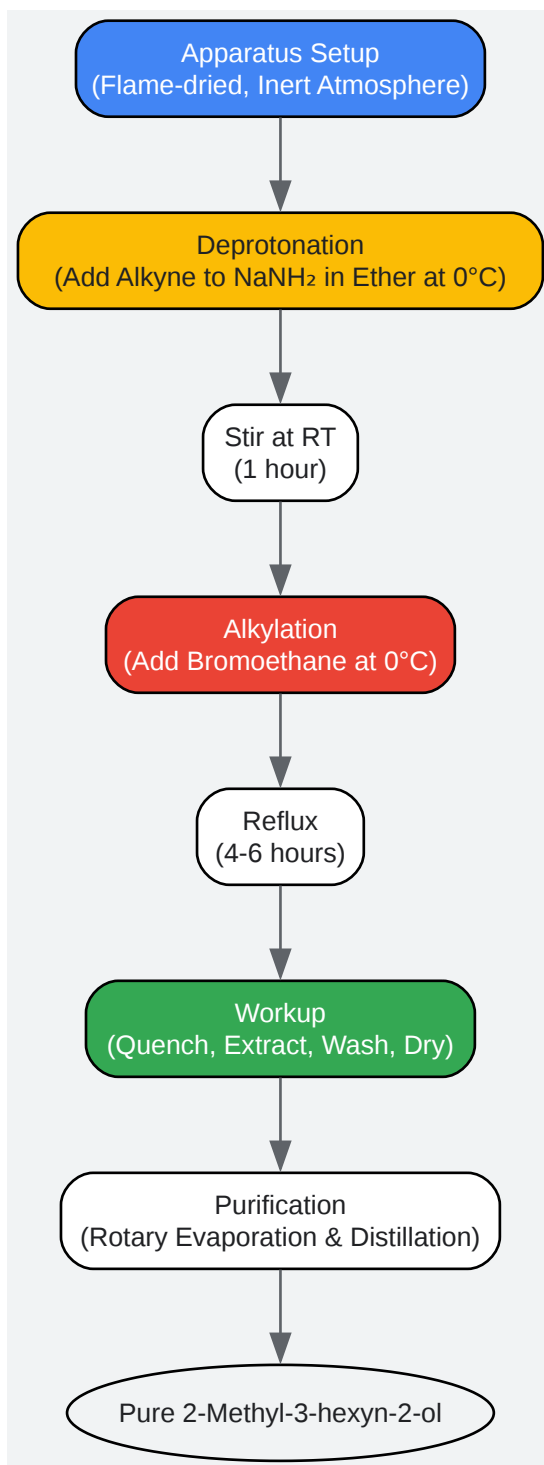 Apparatus Setup
(Flame-dried, Inert Atmosphere)
Deprotonation
(Add Alkyne to NaNH₂ in Ether at 0°C)
Stir at RT
(1 hour)
Alkylation
(Add Bromoethane at 0°C)
Reflux
(4-6 hours)
Workup
(Quench, Extract, Wash, Dry)
Purification
(Rotary Evaporation & Distillation)
Pure 2-Methyl-3-hexyn-2-ol